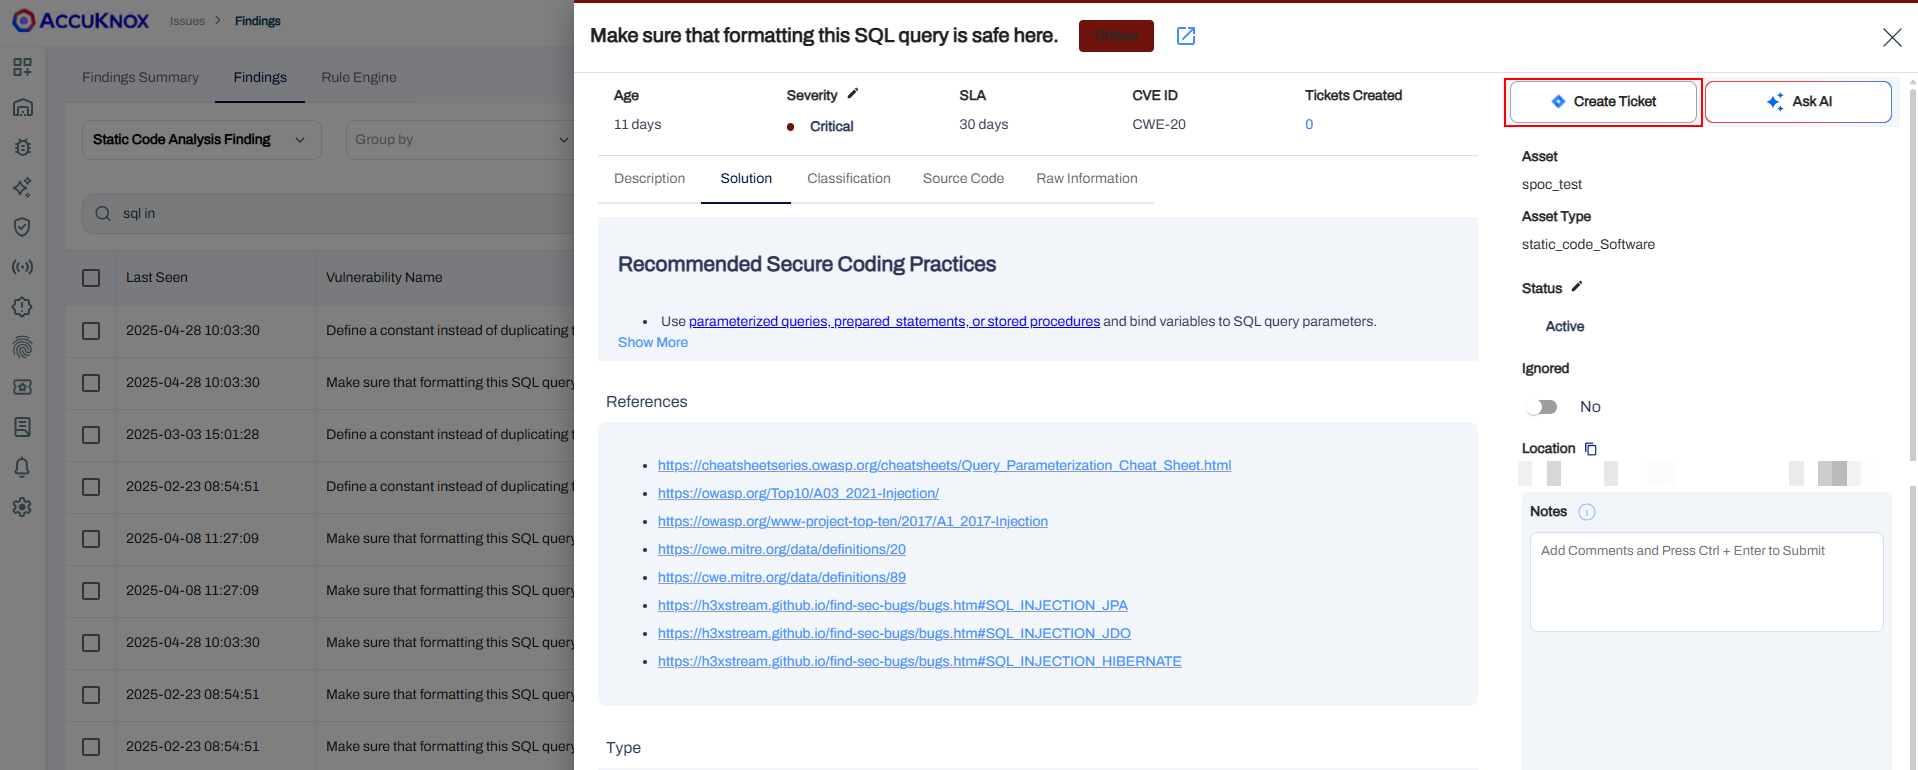 ACCUKNOX
Issues > Findings
Findings Summary
Findings
Rule Engine
Static Code Analysis Finding
Group by
sql in
Last Seen
Vulnerability Name
2025-04-28 10:03:30
Define a constant instead of duplicating t
2025-04-28 10:03:30
Make sure that formatting this SQL query
2025-03-03 15:01:28
Define a constant instead of duplicating t
2025-02-23 08:54:51
Define a constant instead of duplicating t
2025-04-08 11:27:09
Make sure that formatting this SQL query
2025-04-08 11:27:09
Make sure that formatting this SQL query
2025-04-28 10:03:30
Make sure that formatting this SQL query
2025-02-23 08:54:51
Make sure that formatting this SQL query
2025-02-23 08:54:51
Make sure that formatting this SQL query
Make sure that formatting this SQL query is safe here.
Critical
Age
11 days
Severity
Critical
SLA
30 days
CVE ID
CWE-20
Tickets Created
0
Description
Solution
Classification
Source Code
Raw Information
Recommended Secure Coding Practices
• Use parameterized queries, prepared statements, or stored procedures and bind variables to SQL query parameters.
Show More
References
• https://cheatsheetseries.owasp.org/cheatsheets/Query_Parameterization_Cheat_Sheet.html
• https://owasp.org/Top10/A03_2021-Injection/
• https://owasp.org/www-project-top-ten/2017/A1_2017-Injection
• https://cwe.mitre.org/data/definitions/20
• https://cwe.mitre.org/data/definitions/89
• https://h3xstream.github.io/find-sec-bugs/bugs.htm#SQL_INJECTION_JPA
• https://h3xstream.github.io/find-sec-bugs/bugs.htm#SQL_INJECTION_JDO
• https://h3xstream.github.io/find-sec-bugs/bugs.htm#SQL_INJECTION_HIBERNATE
Type
Create Ticket
Ask AI
Asset
spoc_test
Asset Type
static_code_Software
Status
Active
Ignored
No
Location
Notes
Add Comments and Press Ctrl + Enter to Submit